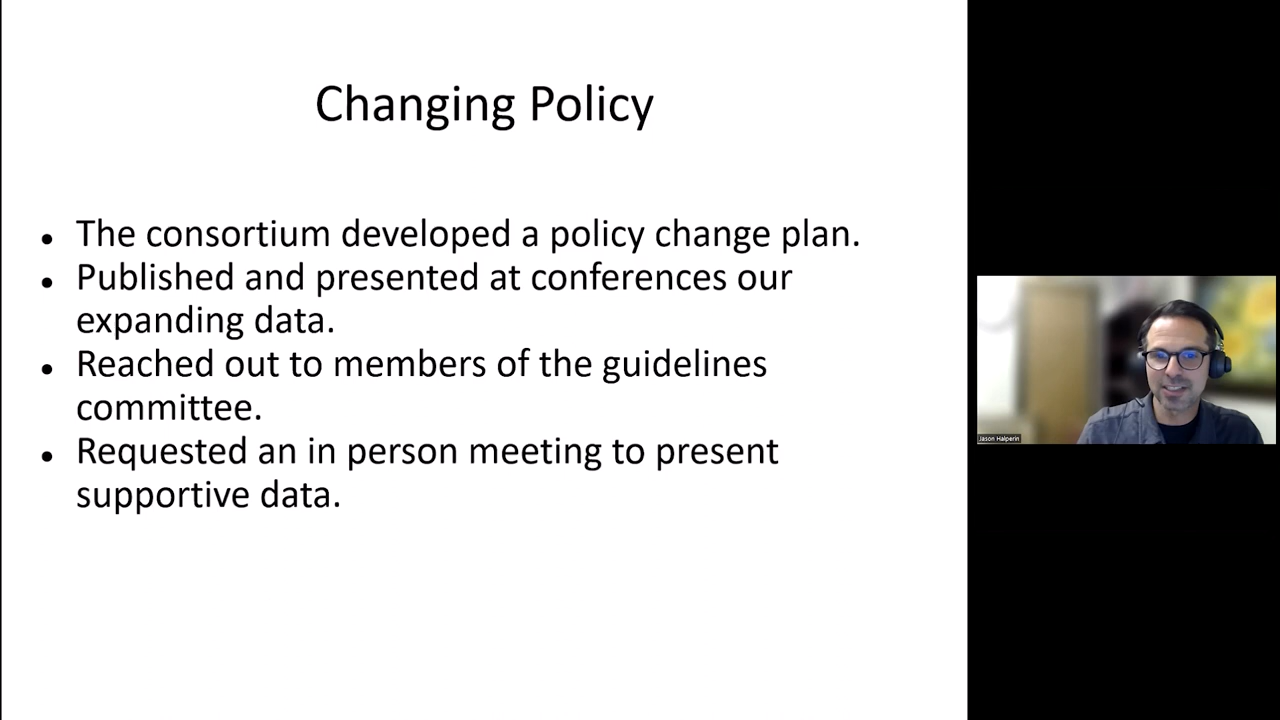 Changing Policy
• The consortium developed a policy change plan.
• Published and presented at conferences our
expanding data.
• Reached out to members of the guidelines
committee.
• Requested an in person meeting to present
supportive data.
Jason Halperin